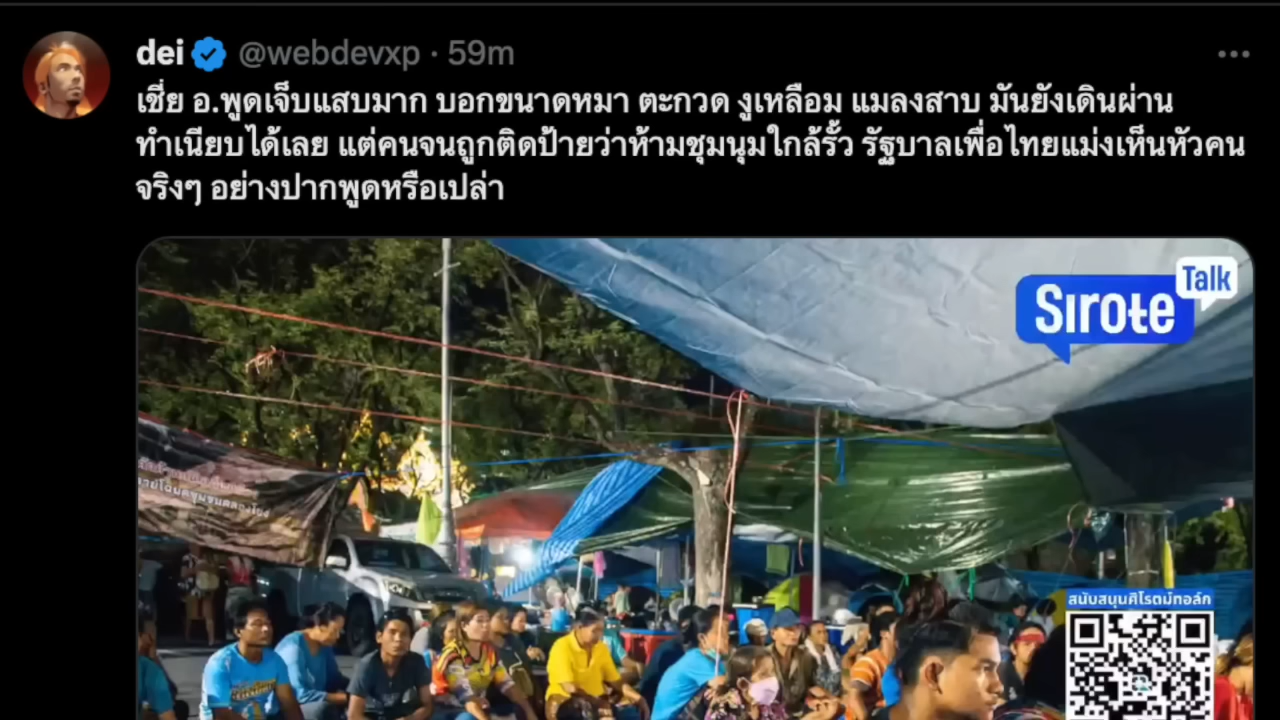 dei @webdevxp · 59m
เชี่ย อ.พูดเจ็บแสบมาก บอกขนาดหมา ตะกวด งูเหลือม แมลงสาบ มันยังเดินผ่าน
ทำเนียบได้เลย แต่คนจนถูกติดป้ายว่าห้ามชุมนุมใกล้รั้ว รัฐบาลเพื่อไทยแม่งเห็นหัวคน
จริงๆ อย่างปากพูดหรือเปล่า
Talk
Sirote
สนับสนุนศิโรตม์ทอล์ก